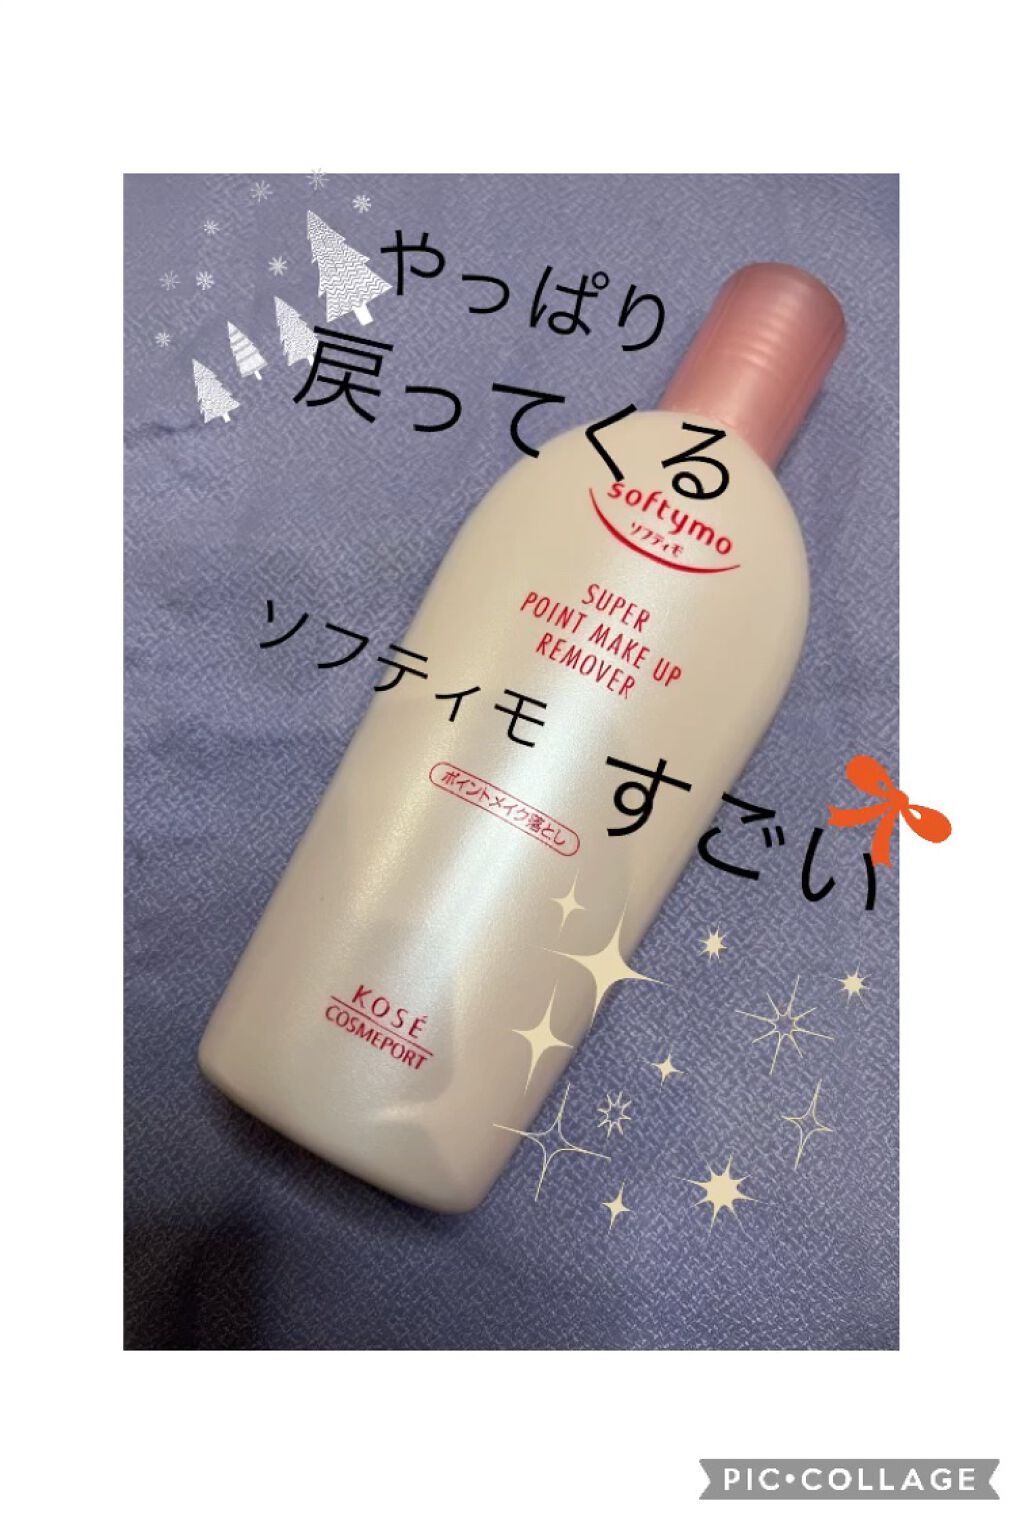 やっぱり
戻ってくる
softymo
ソフティモ
SUPER
POINT MAKE UP
REMOVER
ソフティモ すごい
ポイントメイク落とし
KOSÉ
COSMEPORT
PIC•COLLAGE